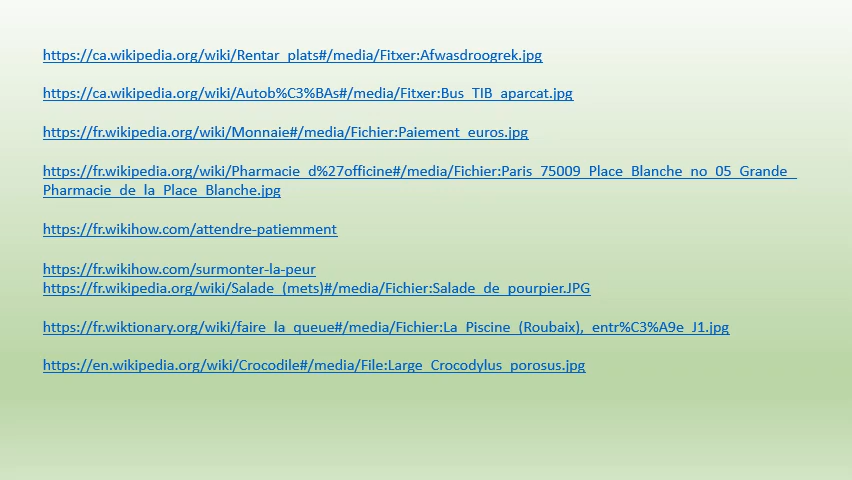 https://ca.wikipedia.org/wiki/Rentar_plats#/media/Fitxer:Afwasdroogrek.jpg
https://ca.wikipedia.org/wiki/Autob%C3%BAs#/media/Fitxer:Bus_TIB_aparcat.jpg
https://fr.wikipedia.org/wiki/Monnaie#/media/Fichier:Paiement_euros.jpg
https://fr.wikipedia.org/wiki/Pharmacie_d%27officine#/media/Fichier:Paris_75009_Place_Blanche_no_05_Grande_
Pharmacie_de_la_Place_Blanche.jpg
https://fr.wikihow.com/attendre-patiemment
https://fr.wikihow.com/surmonter-la-peur
https://fr.wikipedia.org/wiki/Salade_(mets)#/media/Fichier:Salade_de_pourpier.JPG
https://fr.wiktionary.org/wiki/faire_la_queue#/media/Fichier:La_Piscine_(Roubaix),_entr%C3%A9e_J1.jpg
https://en.wikipedia.org/wiki/Crocodile#/media/File:Large_Crocodylus_porosus.jpg